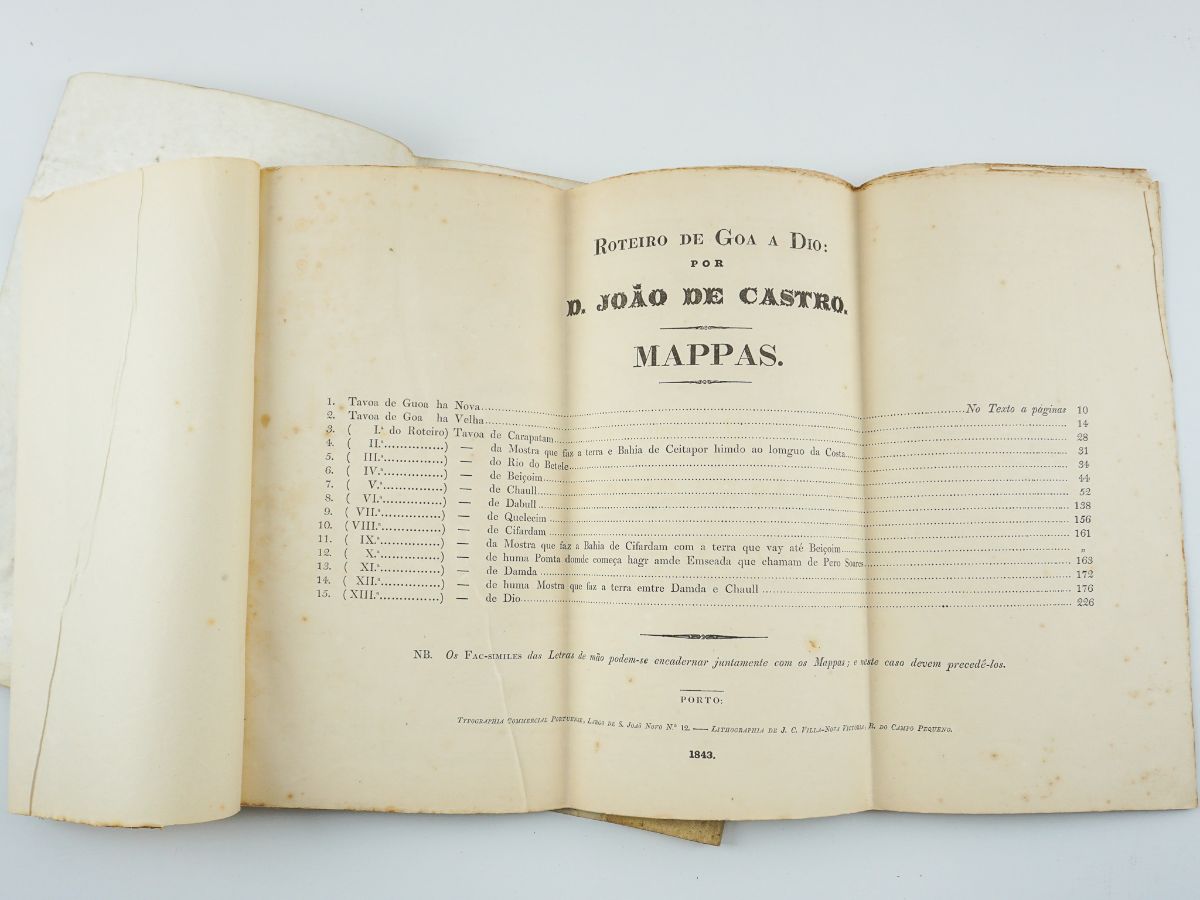 ROTEIRO DE GOA A DIO:
POR
D. JOÃO DE CASTRO.
MAPPAS.
1. Tavoa de Guoa ha Nova........No Texto a páginas 10
2. Tavoa de Goa ha Velha........14
3. ( I.ª do Roteiro) Tavoa de Carapatam........28
4. ( II.ª........) — da Mostra que faz a terra e Bahia de Ceitapor himdo ao lomguo da Costa........31
5. ( III.ª........) — do Rio do Betele........34
6. ( IV.ª........) — de Beiçoim........44
7. ( V.ª........) — de Chaull........52
8. ( VI.ª........) — de Dabull........138
9. ( VII.ª........) — de Quelecim........156
10. (VIII.ª........) — de Cifardam........161
11. ( IX.ª........) — da Mostra que faz a Bahia de Cifardam com a terra que vay até Beiçoim........„
12. ( X.ª........) — de huma Pomta domde começa hagr amde Emseada que chamam de Pero Soares........163
13. ( XI.ª........) — de Damda........172
14. ( XII.ª........) — de huma Mostra que faz a terra emtre Damda e Chaull........176
15. (XIII.ª........) — de Dio........226
NB. Os FAC-SIMILES das Letras de mão podem-se encadernar juntamente com os Mappas; e neste caso devem precedê-los.
PORTO:
TYPOGRAPHIA COMMERCIAL PORTUENSE, LARGO DE S. JOÃO NOVO N.º 12. — LITHOGRAPHIA DE J. C. VILLA-NOVA VICTORIA, R. DO CAMPO PEQUENO.
1843.